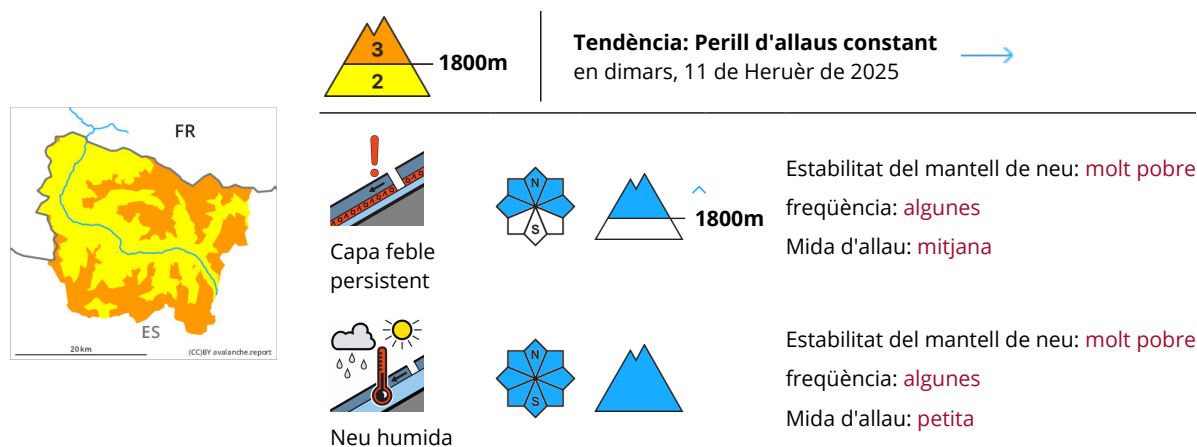 3
2
1800m
Tendència: Perill d'allaus constant
en dimars, 11 de Heruèr de 2025
FR
ES
20 km
(CC)BY avalanche.report
Capa feble
persistent
N
S
1800m
Estabilitat del mantell de neu: molt pobre
freqüència: algunes
Mida d'allau: mitjana
Neu humida
N
S
Estabilitat del mantell de neu: molt pobre
freqüència: algunes
Mida d'allau: petita